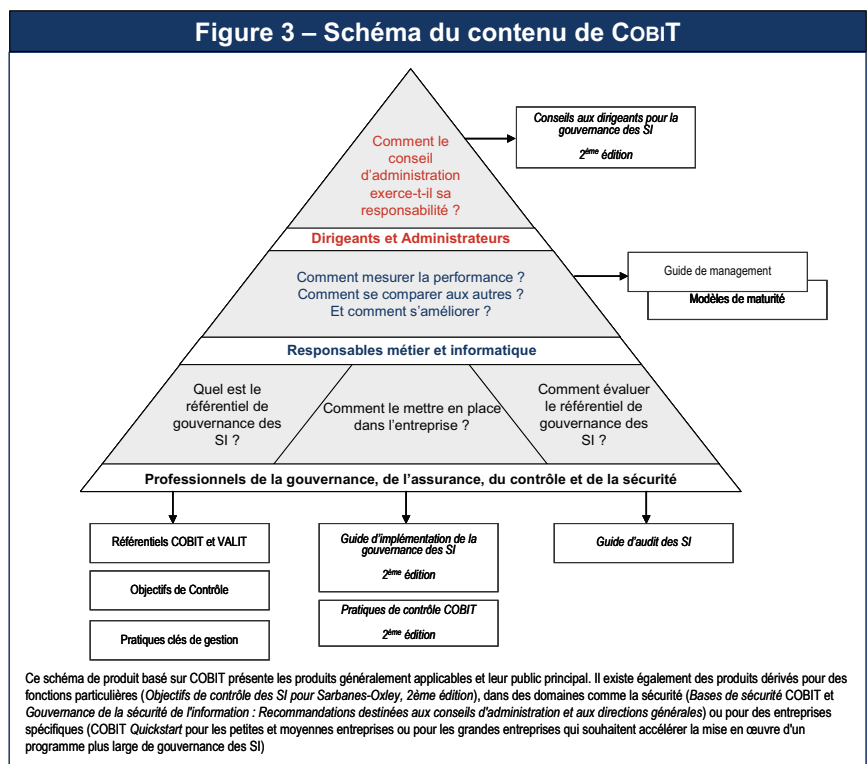 Figure 3 – Schéma du contenu de COBIT
Comment le
conseil
d'administration
exerce-t-il sa
responsabilité ?
Conseils aux dirigeants pour la
gouvernance des SI
2ème édition
Dirigeants et Administrateurs
Comment mesurer la performance ?
Comment se comparer aux autres ?
Et comment s'améliorer ?
Guide de management
Modèles de maturité
Responsables métier et informatique
Quel est le
référentiel de
gouvernance des
SI ?
Comment le mettre en place
dans l'entreprise ?
Comment évaluer
le référentiel de
gouvernance des
SI ?
Professionnels de la gouvernance, de l'assurance, du contrôle et de la sécurité
Référentiels COBIT et VALIT
Objectifs de Contrôle
Pratiques clés de gestion
Guide d'implémentation de la
gouvernance des SI
2ème édition
Pratiques de contrôle COBIT
2ème édition
Guide d'audit des SI
Ce schéma de produit basé sur COBIT présente les produits généralement applicables et leur public principal. Il existe également des produits dérivés pour des
fonctions particulières (Objectifs de contrôle des SI pour Sarbanes-Oxley, 2ème édition), dans des domaines comme la sécurité (Bases de sécurité COBIT et
Gouvernance de la sécurité de l'information : Recommandations destinées aux conseils d'administration et aux directions générales) ou pour des entreprises
spécifiques (COBIT Quickstart pour les petites et moyennes entreprises ou pour les grandes entreprises qui souhaitent accélérer la mise en œuvre d'un
programme plus large de gouvernance des SI)